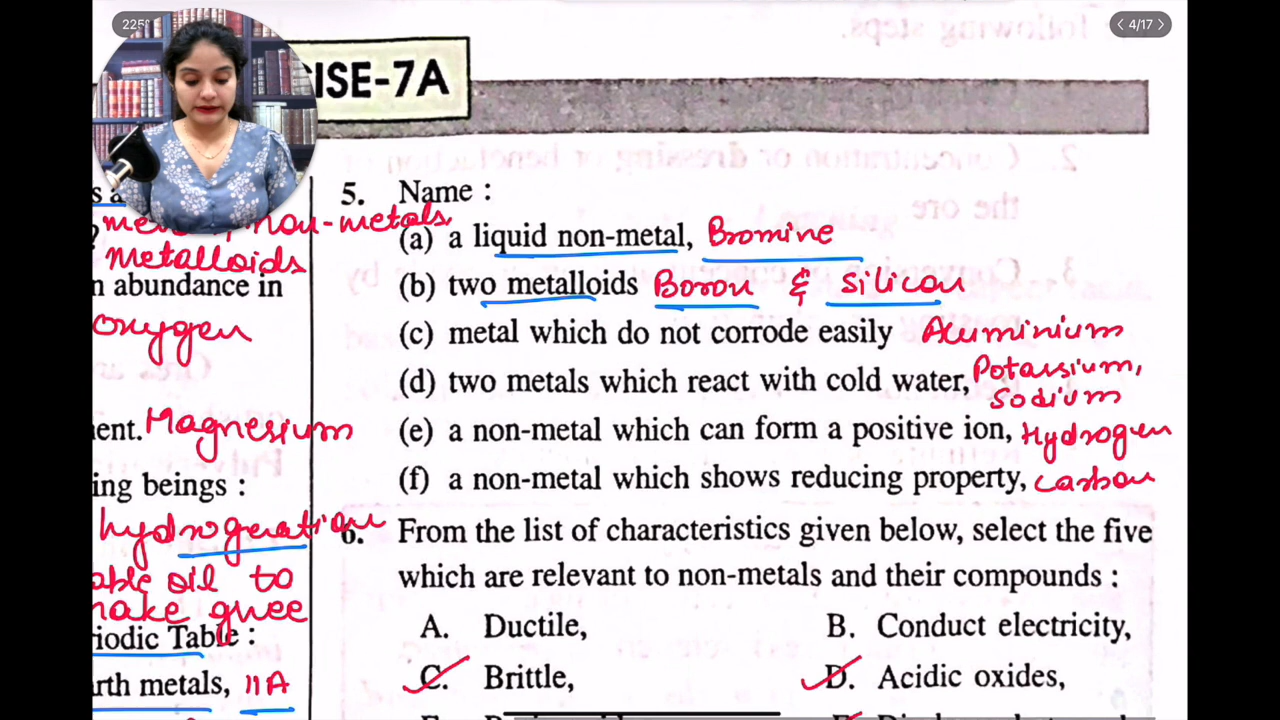 225
4/17
ISE-7A
s a
non-metals
metalloids
n abundance in
oxygen
ent. Magnesium
ing beings :
hydrogenation
able oil to
make ghee
riodic Table :
rth metals, IIA
5. Name :
(a) a liquid non-metal, Bromine
(b) two metalloids Boron & Silicon
(c) metal which do not corrode easily Aluminium
(d) two metals which react with cold water, Potassium,
Sodium
(e) a non-metal which can form a positive ion, Hydrogen
(f) a non-metal which shows reducing property, carbon
6. From the list of characteristics given below, select the five
which are relevant to non-metals and their compounds :
A. Ductile, B. Conduct electricity,
C. Brittle, D. Acidic oxides,